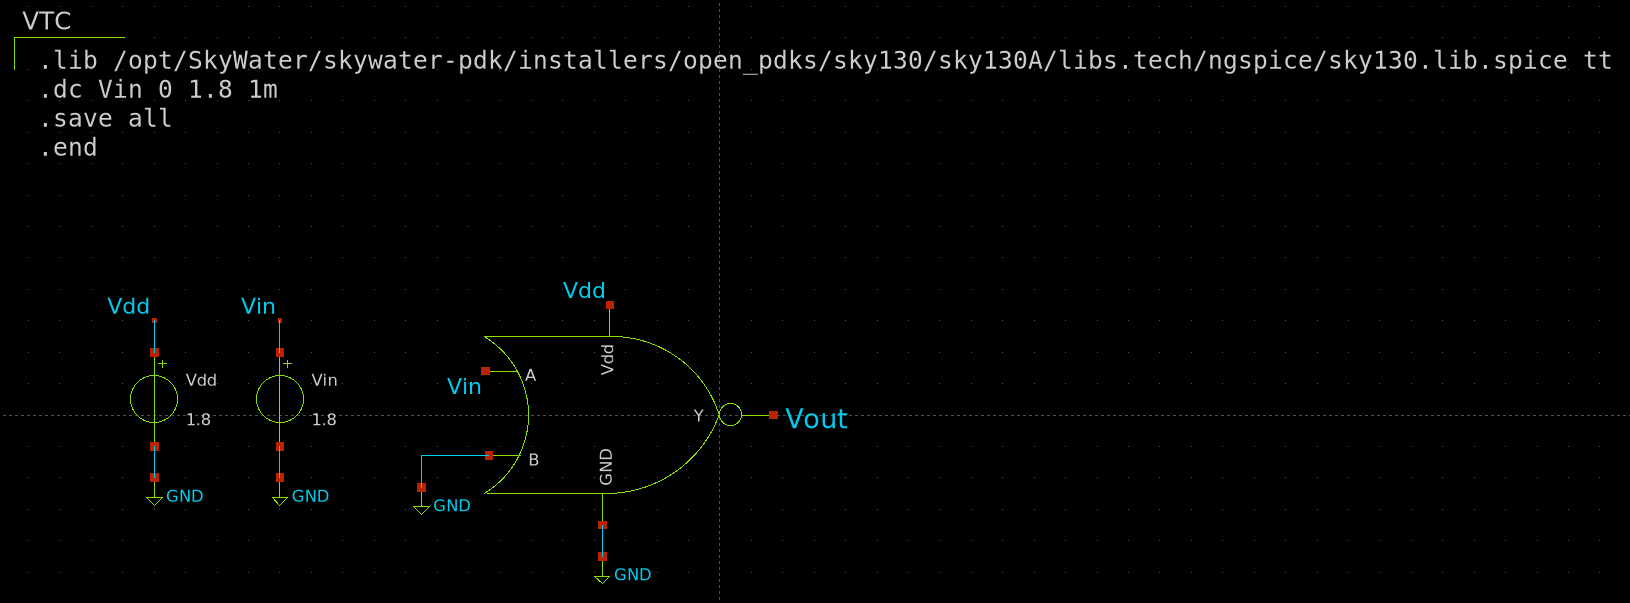 VTC
.lib /opt/SkyWater/skywater-pdk/installers/open_pdks/sky130/sky130A/libs.tech/ngspice/sky130.lib.spice tt
.dc Vin 0 1.8 1m
.save all
.end
Vdd
Vdd
Vin
+
+
Vdd
Vdd
Vin
A
Vin
1.8
1.8
Y
Vout
B
GND
GND
GND
GND
GND